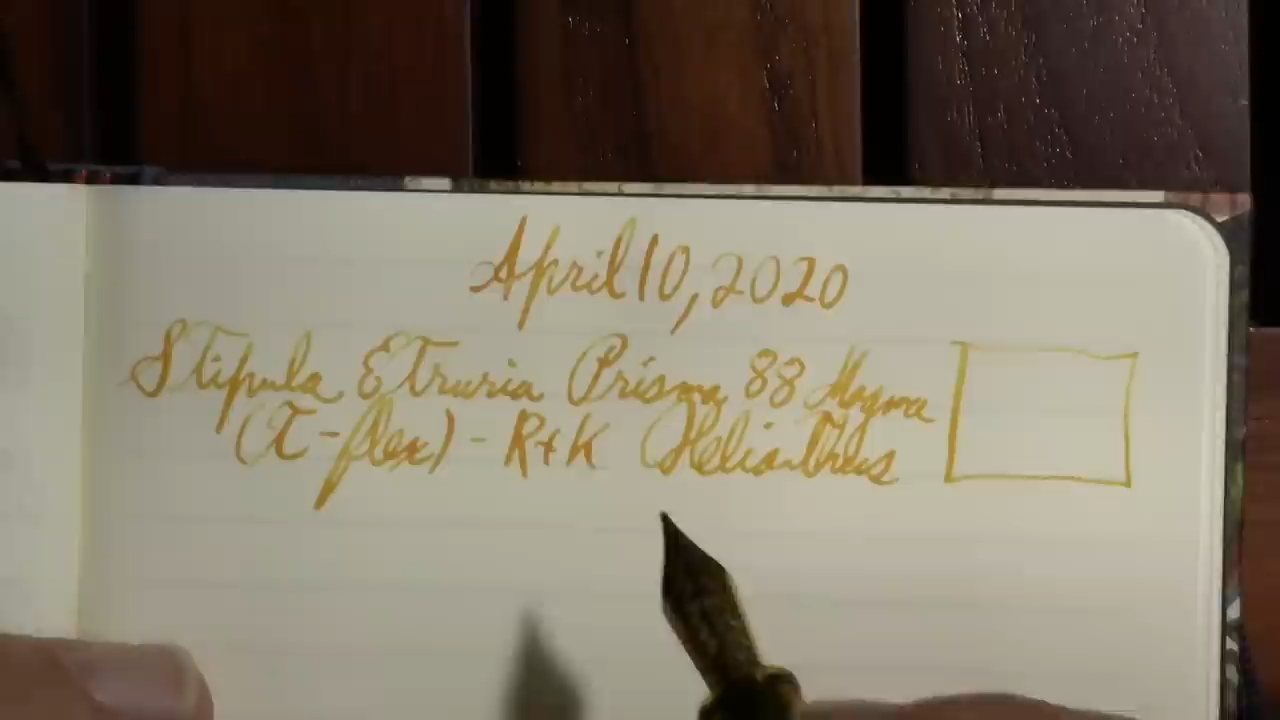 April 10, 2020
Stipula Etruria Prisma 88 Magma
(T-flex) - R+K Helianthus